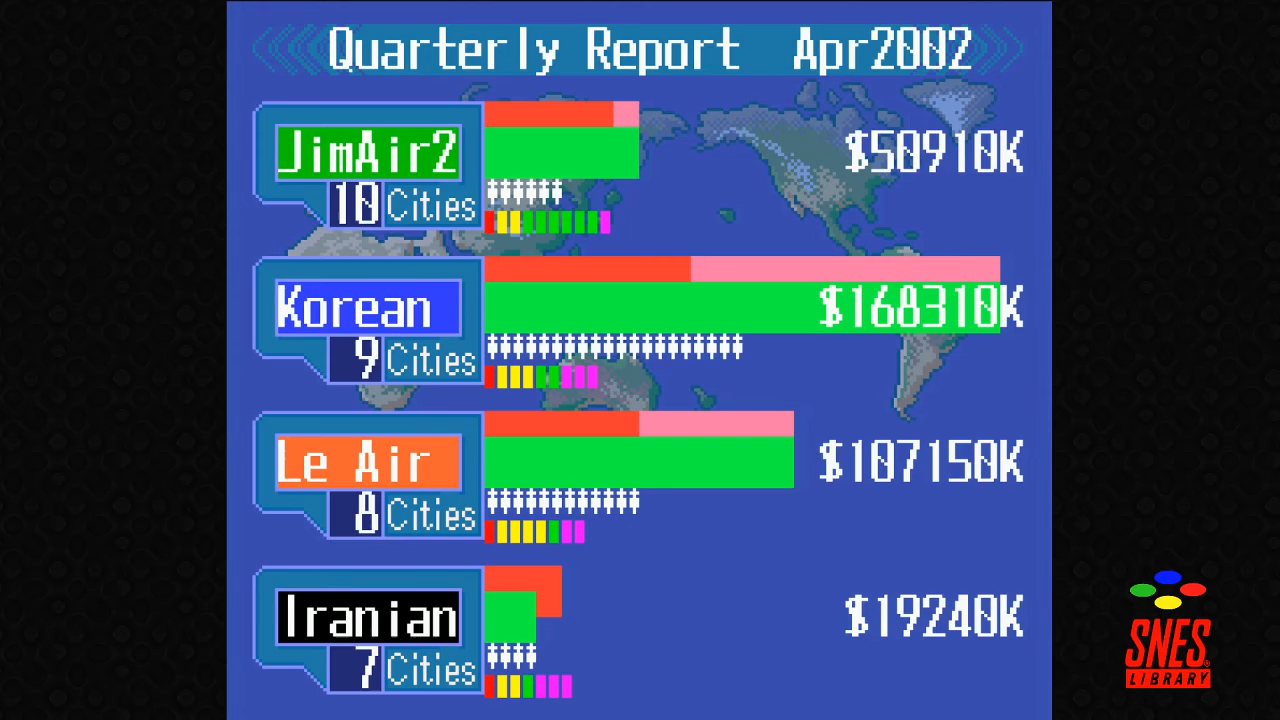 Quarterly Report Apr2002
JimAir2
10 Cities
$50910K
Korean
9 Cities
$168310K
Le Air
8 Cities
$107150K
Iranian
7 Cities
$19240K
SNES
LIBRARY